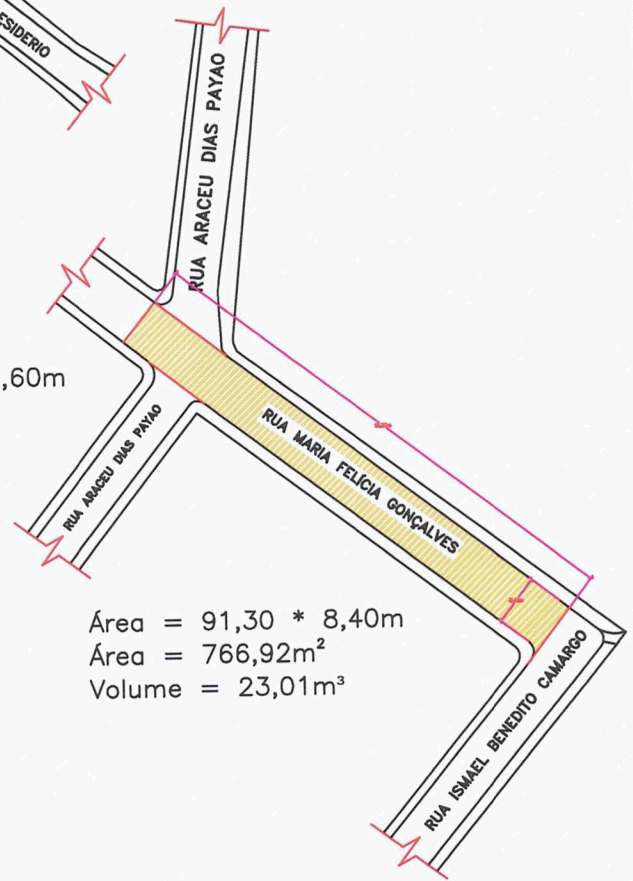 ESIDERIO
RUA ARACEU DIAS PAYAO
,60m
RUA ARACEU DIAS PAYAO
RUA MARIA FELÍCIA GONÇALVES
Área = 91,30 * 8,40m
Área = 766,92m²
Volume = 23,01m³
RUA ISMAEL BENEDITO CAMARGO